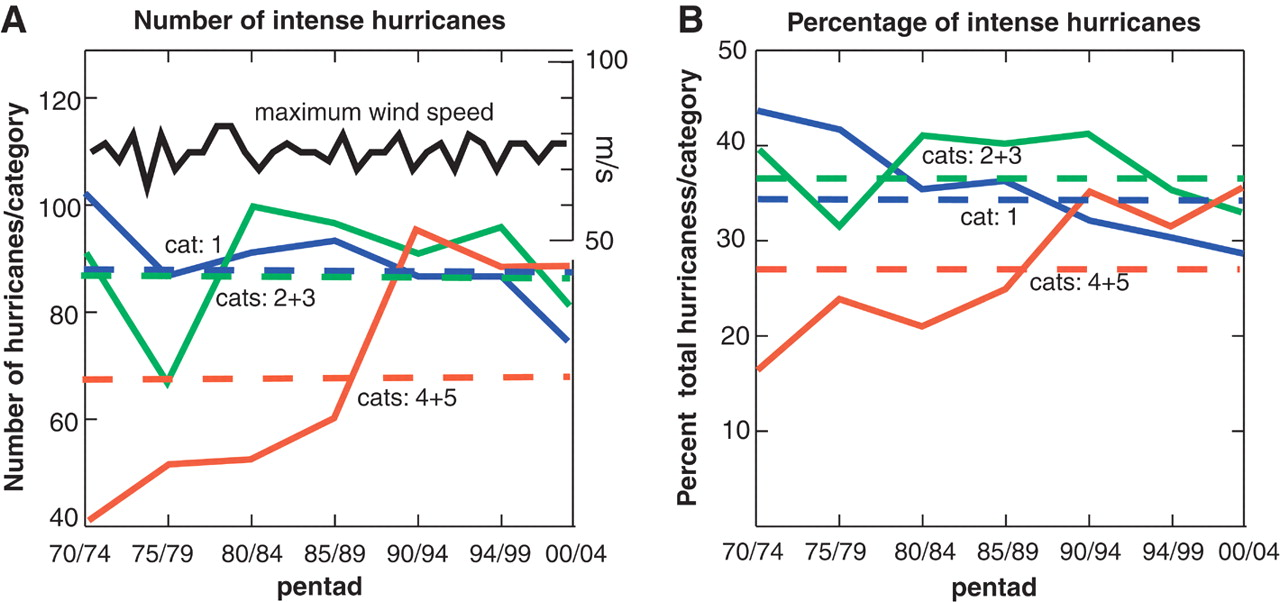 A
Number of intense hurricanes
Number of hurricanes/category
120
100
80
60
40
100
50
m/s
maximum wind speed
cat: 1
cats: 2+3
cats: 4+5
70/74 75/79 80/84 85/89 90/94 94/99 00/04
pentad
B
Percentage of intense hurricanes
Percent total hurricaness/category
50
40
30
20
10
cats: 2+3
cat: 1
cats: 4+5
70/74 75/79 80/84 85/89 90/94 94/99 00/04
pentad